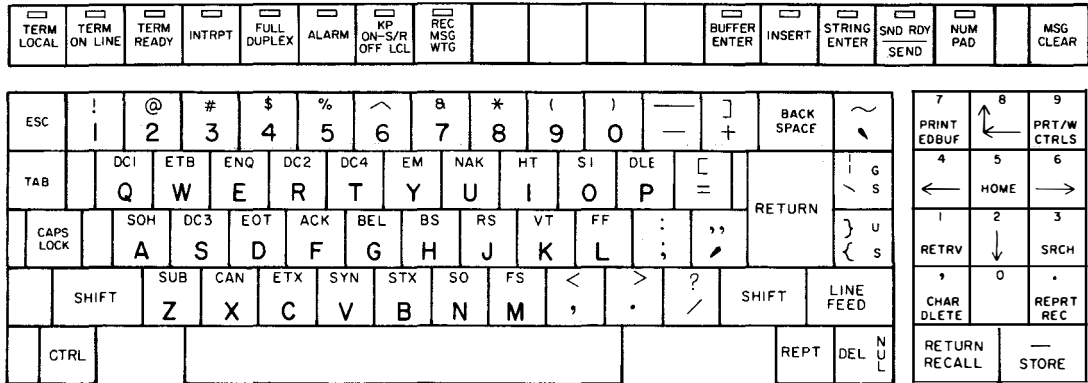 TERM LOCAL TERM ON LINE TERM READY INTRPT FULL DUPLEX ALARM KP ON-S/R OFF LCL REC MSG WTG BUFFER ENTER INSERT STRING ENTER SND RDY SEND NUM PAD MSG CLEAR
ESC ! 1 @ 2 # 3 $ 4 % 5 ^ 6 & 7 * 8 ( 9 ) 0 — - ] + BACK SPACE ~ `
TAB DC1 Q ETB W ENQ E DC2 R DC4 T EM Y NAK U HT I SI O DLE P [ = RETURN | \ G S
CAPS LOCK SOH A DC3 S EOT D ACK F BEL G BS H RS J VT K FF L : ; " ' } { U S
SHIFT SUB Z CAN X ETX C SYN V STX B SO N FS M < , > . ? / SHIFT LINE FEED
CTRL REPT DEL NUL
7 PRINT EDBUF 8 ↑ ← 9 PRT/W CTRLS
4 ← 5 HOME 6 →
1 RETRV 2 ↓ 3 SRCH
, CHAR DLETE 0 . REPRT REC
RETURN RECALL — STORE